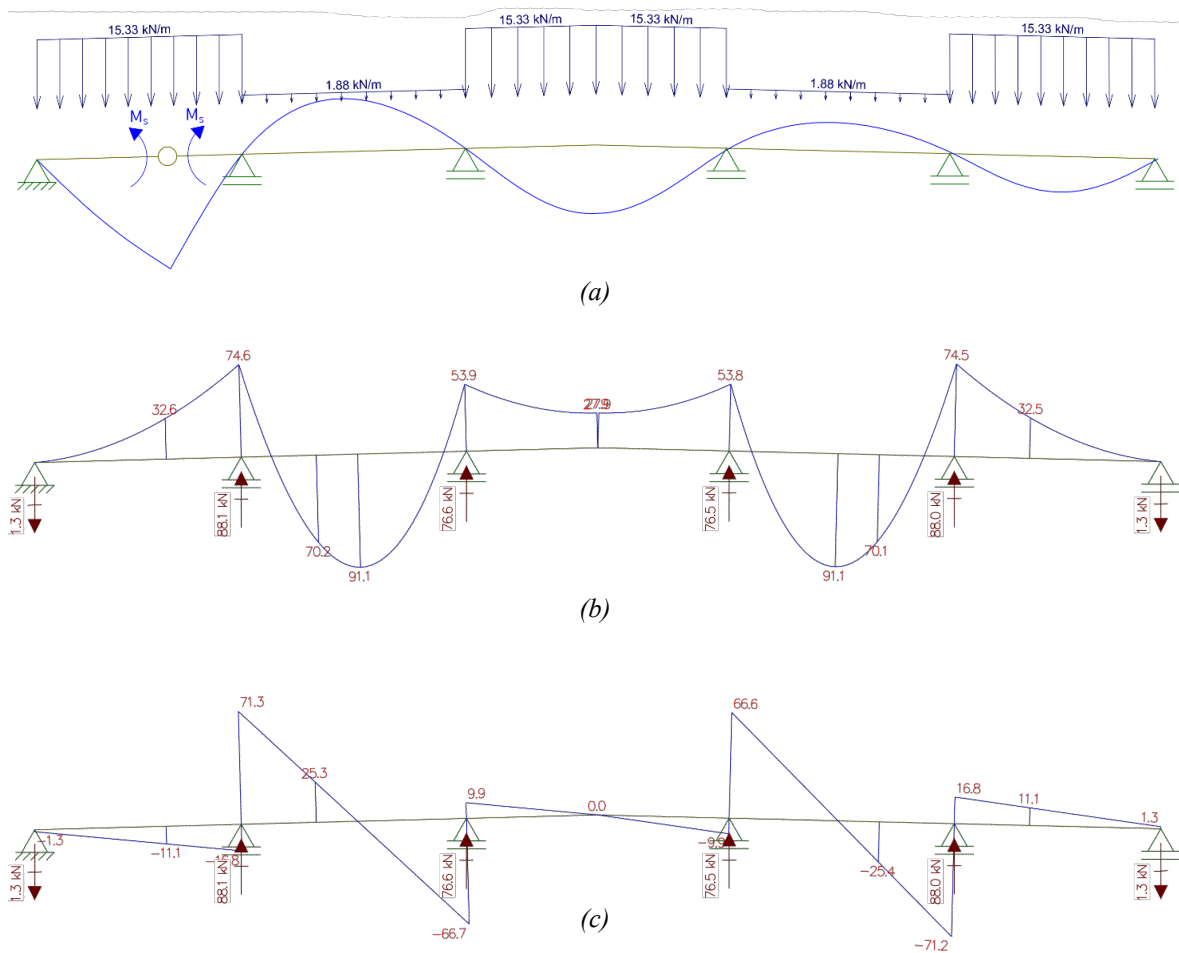 15.33 kN/m 15.33 kN/m
15.33 kN/m 15.33 kN/m
1.88 kN/m 1.88 kN/m
Ms Ms
(a)
74.6 74.5
53.9 53.8
32.6 27.9 32.5
1.3 kN 88.1 kN 76.6 kN 76.5 kN 88.0 kN 1.3 kN
70.2 70.1
91.1 91.1
(b)
71.3 66.6
25.3 9.9 0.0 16.8 11.1 1.3
−1.3 −11.1
1.3 kN 88.1 kN 76.6 kN 76.5 kN −25.4 88.0 kN 1.3 kN
−66.7 (c) −71.2